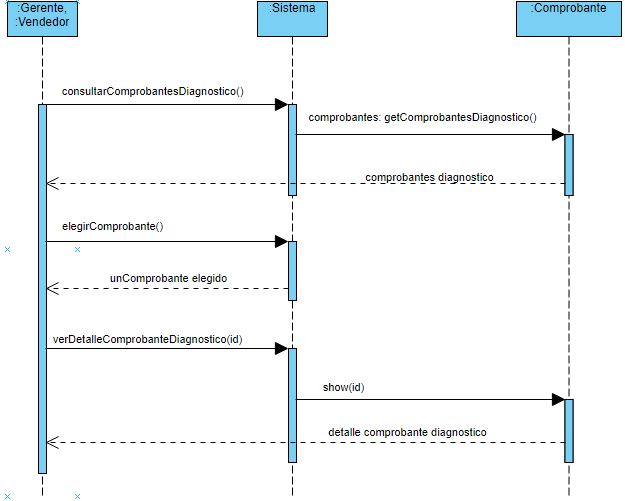 :Gerente,
:Vendedor
:Sistema
:Comprobante
consultarComprobantesDiagnostico()
comprobantes: getComprobantesDiagnostico()
comprobantes diagnostico
elegirComprobante()
unComprobante elegido
verDetalleComprobanteDiagnostico(id)
show(id)
detalle comprobante diagnostico